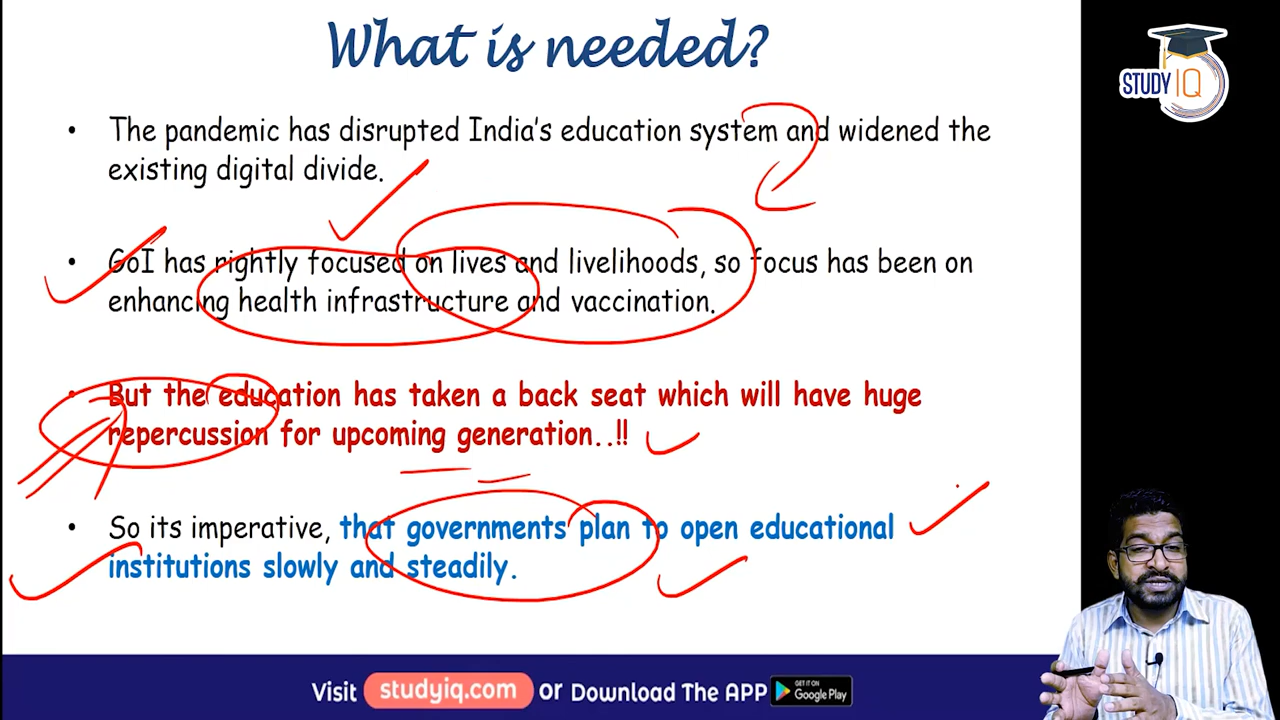 What is needed?
STUDY IQ
• The pandemic has disrupted India's education system and widened the
existing digital divide.
• GoI has rightly focused on lives and livelihoods, so focus has been on
enhancing health infrastructure and vaccination.
• But the education has taken a back seat which will have huge
repercussion for upcoming generation..!!
• So its imperative, that governments plan to open educational
institutions slowly and steadily.
Visit studyiq.com or Download The APP GET IT ON Google Play